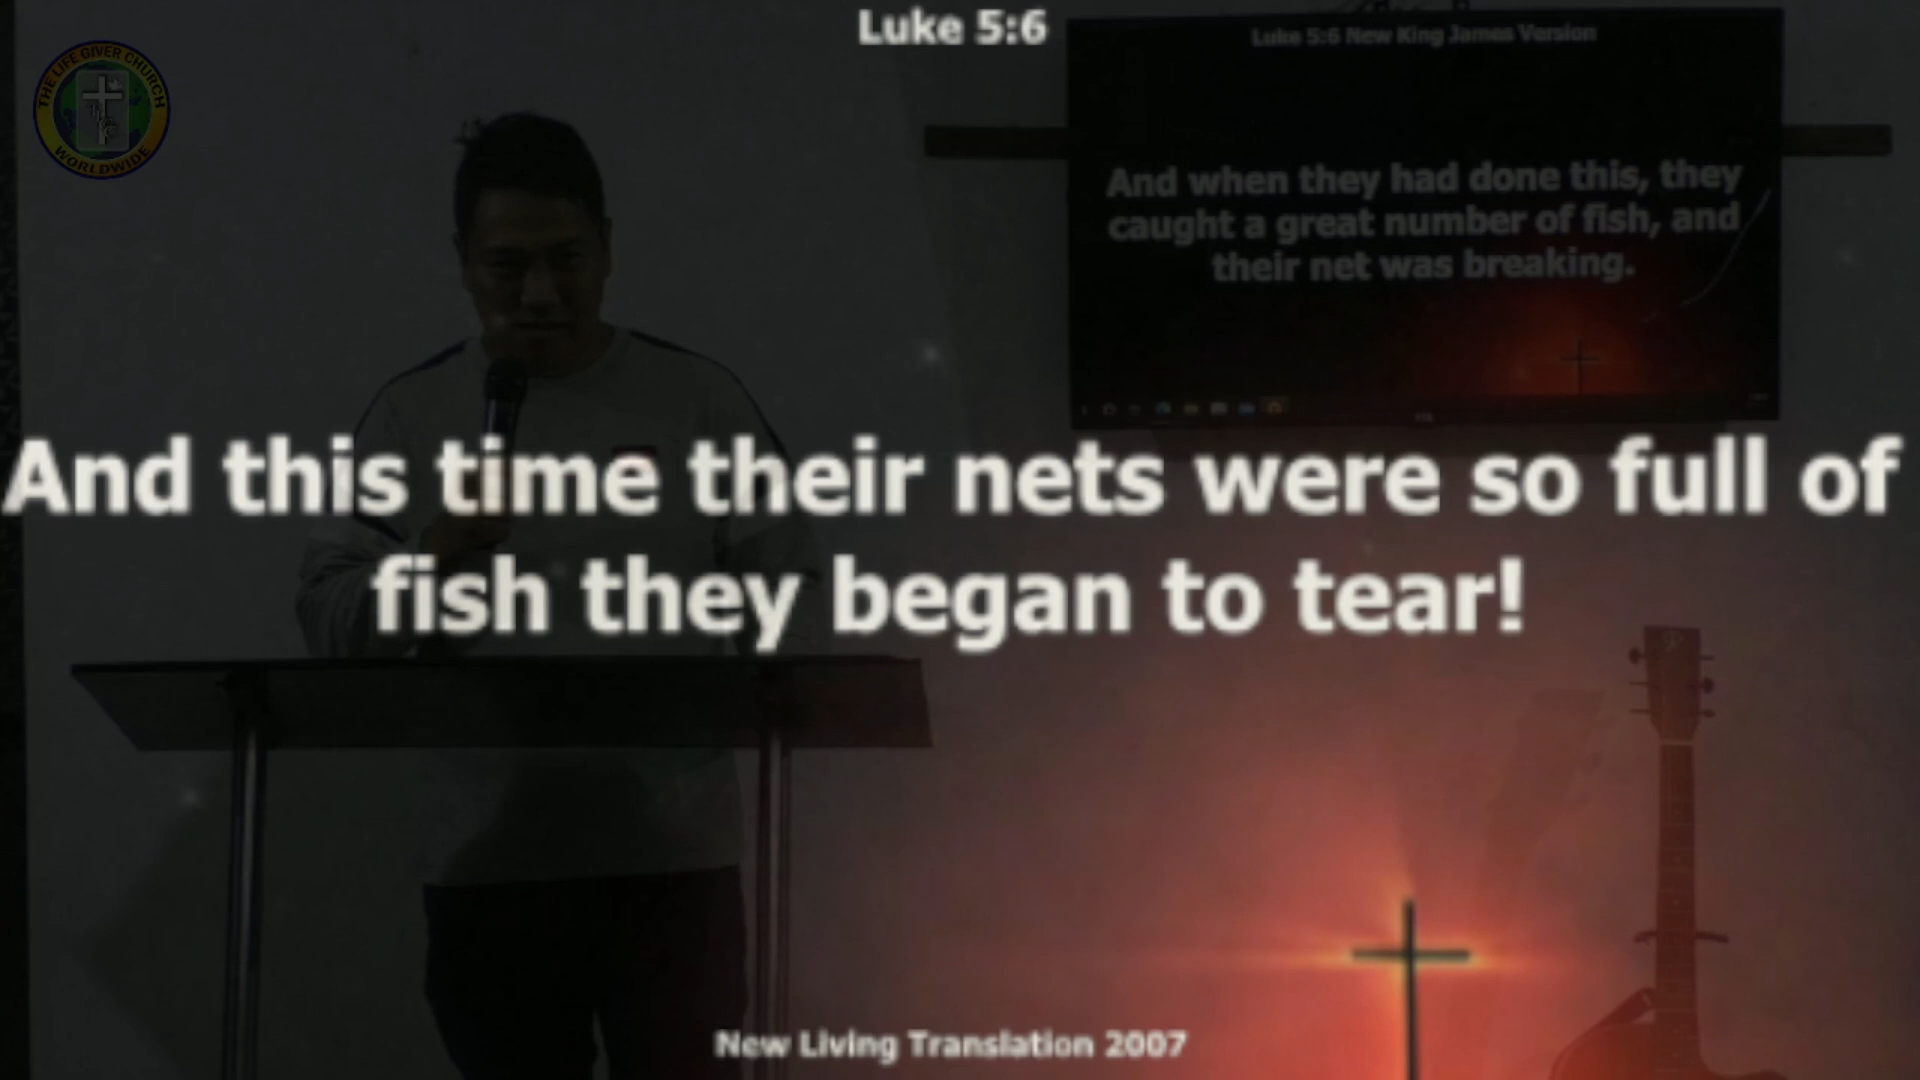 Luke 5:6
Luke 5:6 New King James Version
THE LIFE GIVER CHURCH
WORLDWIDE
And when they had done this, they
caught a great number of fish, and
their net was breaking.
And this time their nets were so full of
fish they began to tear!
New Living Translation 2007